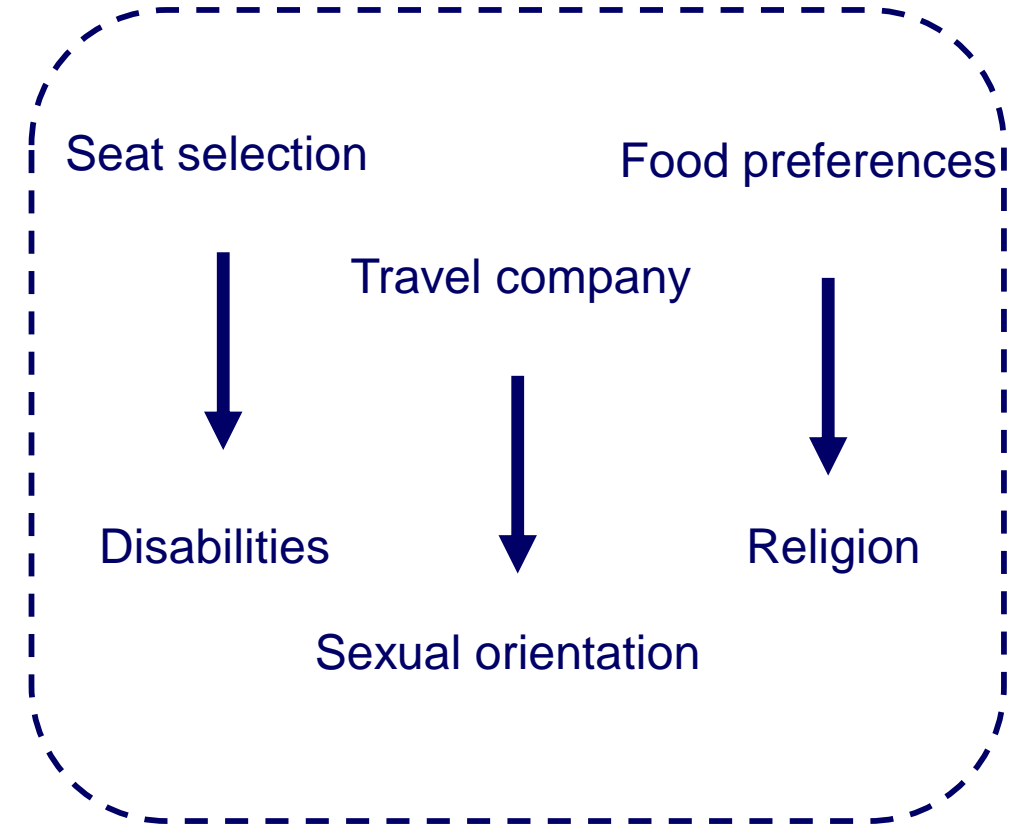 Seat selection
Food preferences
Travel company
Disabilities
Religion
Sexual orientation